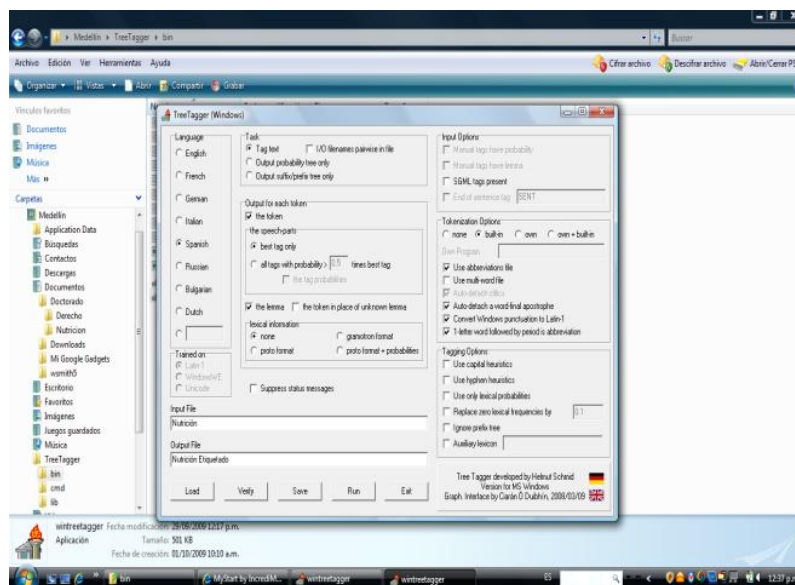 Medellin ▸ TreeTagger ▸ bin
Buscar
Archivo Edición Ver Herramientas Ayuda
Cifrar archivo Descifrar archivo Abrir/Cerrar PS
Organizar Vistas Abrir Compartir Grabar
Vínculos favoritos
Documentos
Imágenes
Música
Más »
Carpetas
Medellin
Application Data
Búsquedas
Contactos
Descargas
Documentos
Doctorado
Derecho
Nutricion
Downloads
Mi Google Gadgets
wsmith5
Escritorio
Favoritos
Imágenes
Juegos guardados
Música
TreeTagger
bin
cmd
lib
TreeTagger (Windows)
Language
English
French
German
Italian
Spanish
Russian
Bulgarian
Dutch
Trained on
Latin-1
WindowsWE
Unicode
Task
Tag text I/O filenames pairwise in file
Output probability tree only
Output suffix/prefix tree only
Output for each token
the token
the speech-parts
best tag only
all tags with probability > 0.5 times best tag
the tag probabilities
the lemma the token in place of unknown lemma
lexical information
none giamotron format
proto format proto format + probabilities
Suppress status messages
Input File
Nutrición
Output File
Nutrición Etiquetado
Load Verify Save Run Exit
Input Options
Manual tags have probability
Manual tags have lemma
SGML tags present
End of sentence tag SENT
Tokenization Options
none built-in own own + built-in
Own Program
Use abbreviations file
Use multi-word file
Auto-detach clitics
Auto-detach a word-final apostrophe
Convert Windows punctuation to Latin-1
1-letter word followed by period is abbreviation
Tagging Options
Use capital heuristics
Use hyphen heuristics
Use only lexical probabilities
Replace zero lexical frequencies by 0.1
Ignore prefix tree
Auxiliary lexicon
Tree Tagger developed by Helmut Schmid
Version for MS Windows
Graph. Interface by Ciarán Ó Duibhín, 2008/03/09
wintreetagger Fecha modificación: 29/09/2009 12:17 p.m.
Aplicación Tamaño: 501 KB
Fecha de creación: 01/10/2009 10:10 a.m.
bin MyStart by IncrediM... wintreetagger wintreetagger ES 12:37 p.